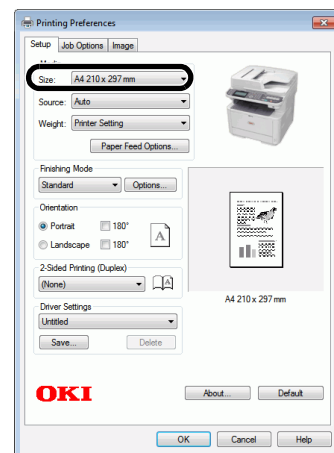 Printing Preferences
Setup
Job Options
Image
Media
Size: A4 210 x 297 mm
Source: Auto
Weight: Printer Setting
Paper Feed Options...
Finishing Mode
Standard
Options...
Orientation
Portrait
180°
Landscape
180°
A
2-Sided Printing (Duplex)
(None)
A4 210 x 297 mm
Driver Settings
Untitled
Save...
Delete
OKI
About...
Default
OK
Cancel
Help